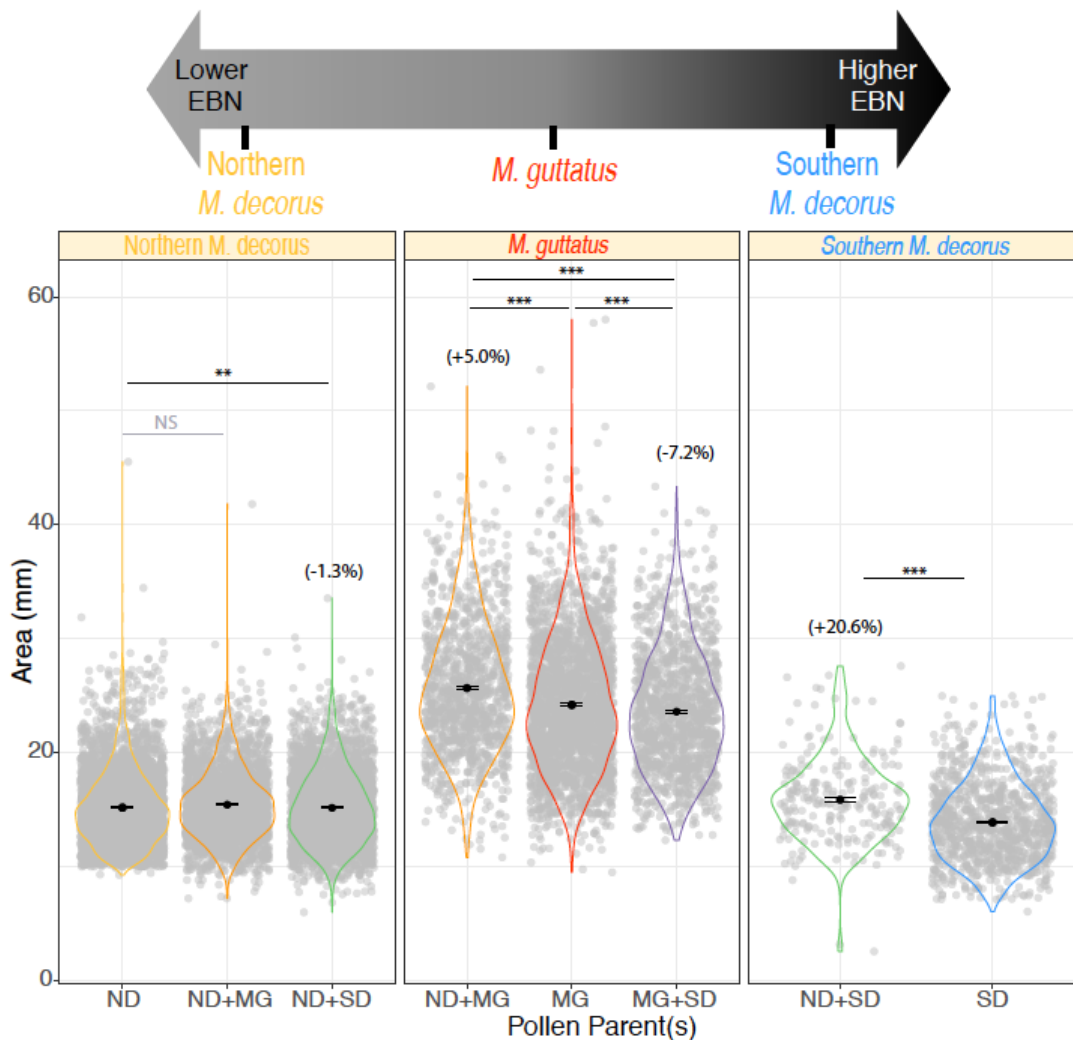 Lower
EBN
Higher
EBN
Northern
M. decorus
M. guttatus
Southern
M. decorus
Northern M. decorus
M. guttatus
Southern M. decorus
***
***
***
(+5.0%)
(-7.2%)
**
NS
(-1.3%)
***
(+20.6%)
60
40
20
0
Area (mm)
ND
ND+MG
ND+SD
ND+MG
MG
MG+SD
ND+SD
SD
Pollen Parent(s)